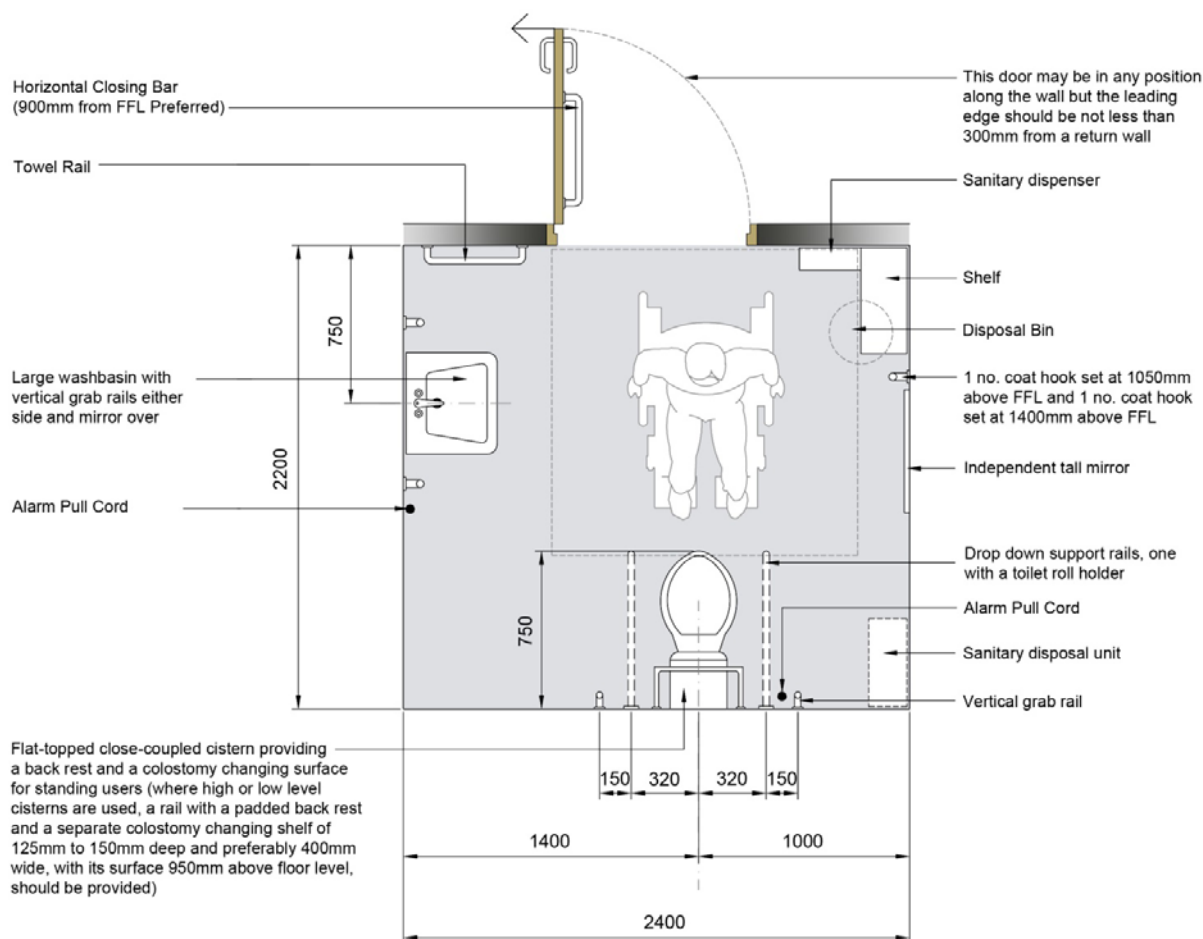 Horizontal Closing Bar
(900mm from FFL Preferred)
Towel Rail
750
Large washbasin with
vertical grab rails either
side and mirror over
2200
Alarm Pull Cord
750
This door may be in any position
along the wall but the leading
edge should be not less than
300mm from a return wall
Sanitary dispenser
Shelf
Disposal Bin
1 no. coat hook set at 1050mm
above FFL and 1 no. coat hook
set at 1400mm above FFL
Independent tall mirror
Drop down support rails, one
with a toilet roll holder
Alarm Pull Cord
Sanitary disposal unit
Vertical grab rail
Flat-topped close-coupled cistern providing
a back rest and a colostomy changing surface
for standing users (where high or low level
cisterns are used, a rail with a padded back rest
and a separate colostomy changing shelf of
125mm to 150mm deep and preferably 400mm
wide, with its surface 950mm above floor level,
should be provided)
150 320 320 150
1400 1000
2400